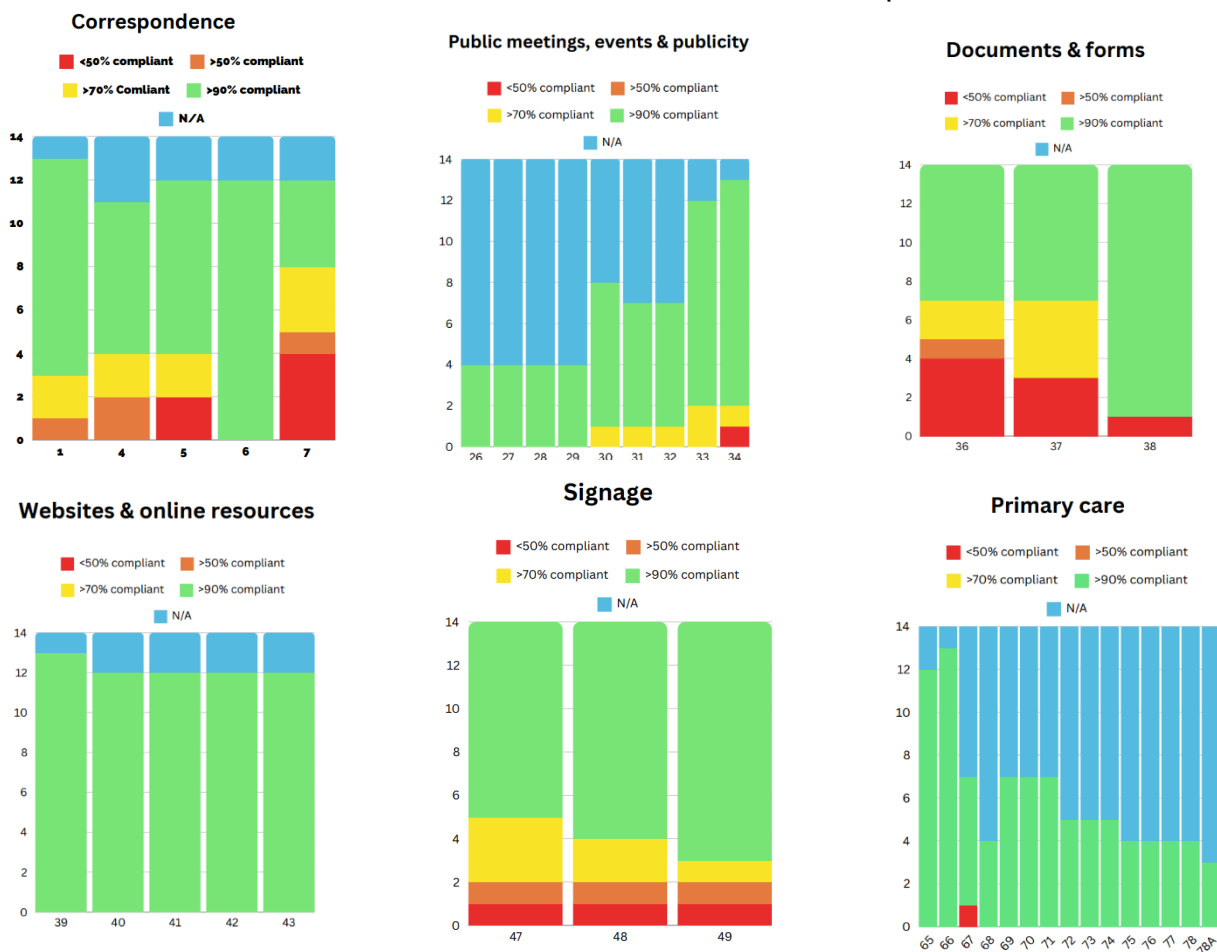 Correspondence
<50% compliant >50% compliant
>70% Comliant >90% compliant
N/A
14
12
10
8
6
4
2
0
1 4 5 6 7
Public meetings, events & publicity
<50% compliant >50% compliant
>70% compliant >90% compliant
N/A
14
12
10
8
6
4
2
0
26 27 28 29 30 31 32 33 34
Documents & forms
<50% compliant >50% compliant
>70% compliant >90% compliant
N/A
14
12
10
8
6
4
2
0
36 37 38
Websites & online resources
<50% compliant >50% compliant
>70% compliant >90% compliant
N/A
14
12
10
8
6
4
2
0
39 40 41 42 43
Signage
<50% compliant >50% compliant
>70% compliant >90% compliant
N/A
14
12
10
8
6
4
2
0
47 48 49
Primary care
<50% compliant >50% compliant
>70% compliant >90% compliant
N/A
14
12
10
8
6
4
2
0
65 66 67 68 69 70 71 72 73 74 75 76 77 78 78A